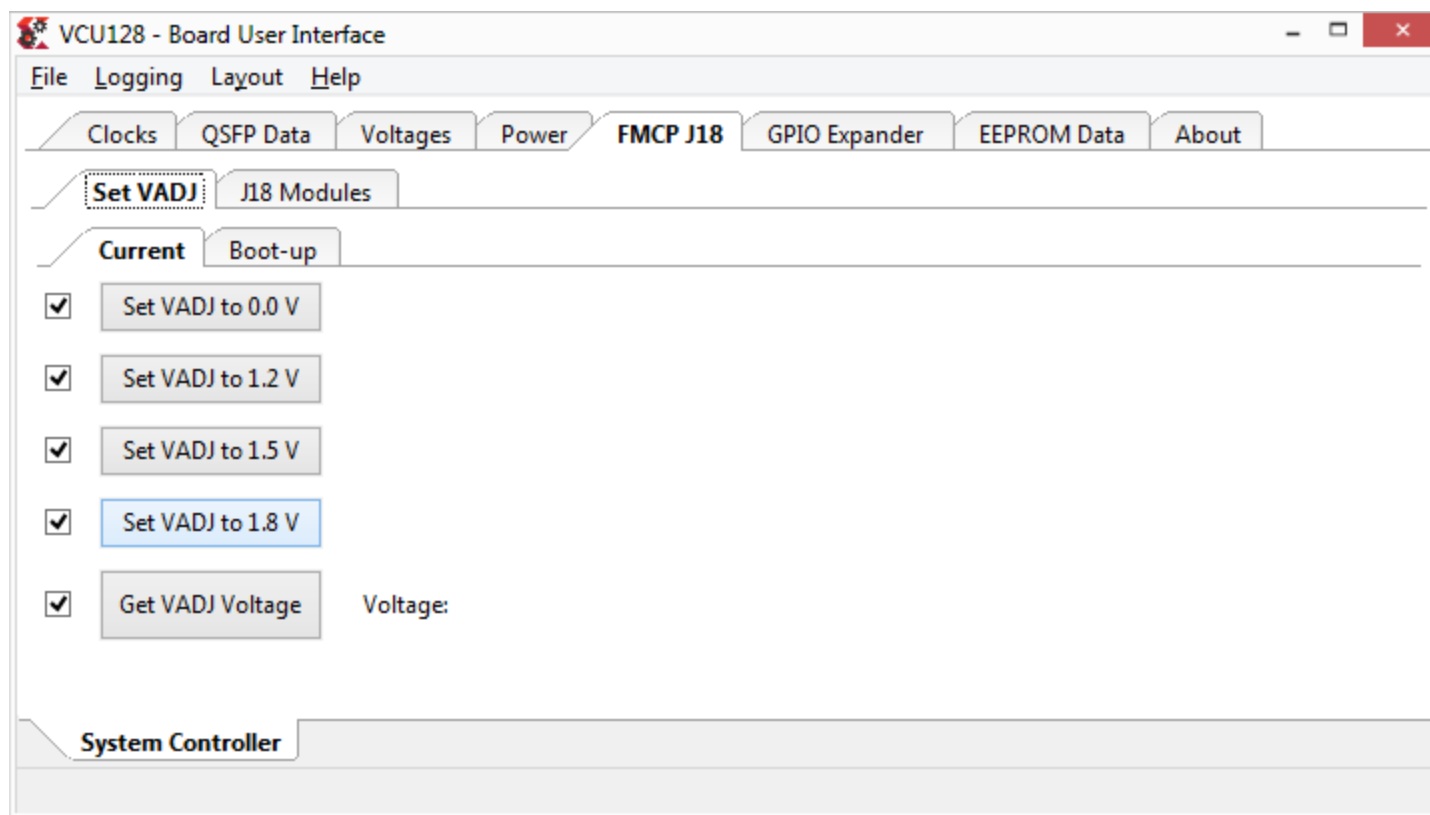 VCU128 - Board User Interface
File Logging Layout Help
Clocks QSFP Data Voltages Power FMCP J18 GPIO Expander EEPROM Data About
Set VADJ J18 Modules
Current Boot-up
Set VADJ to 0.0 V
Set VADJ to 1.2 V
Set VADJ to 1.5 V
Set VADJ to 1.8 V
Get VADJ Voltage Voltage:
System Controller